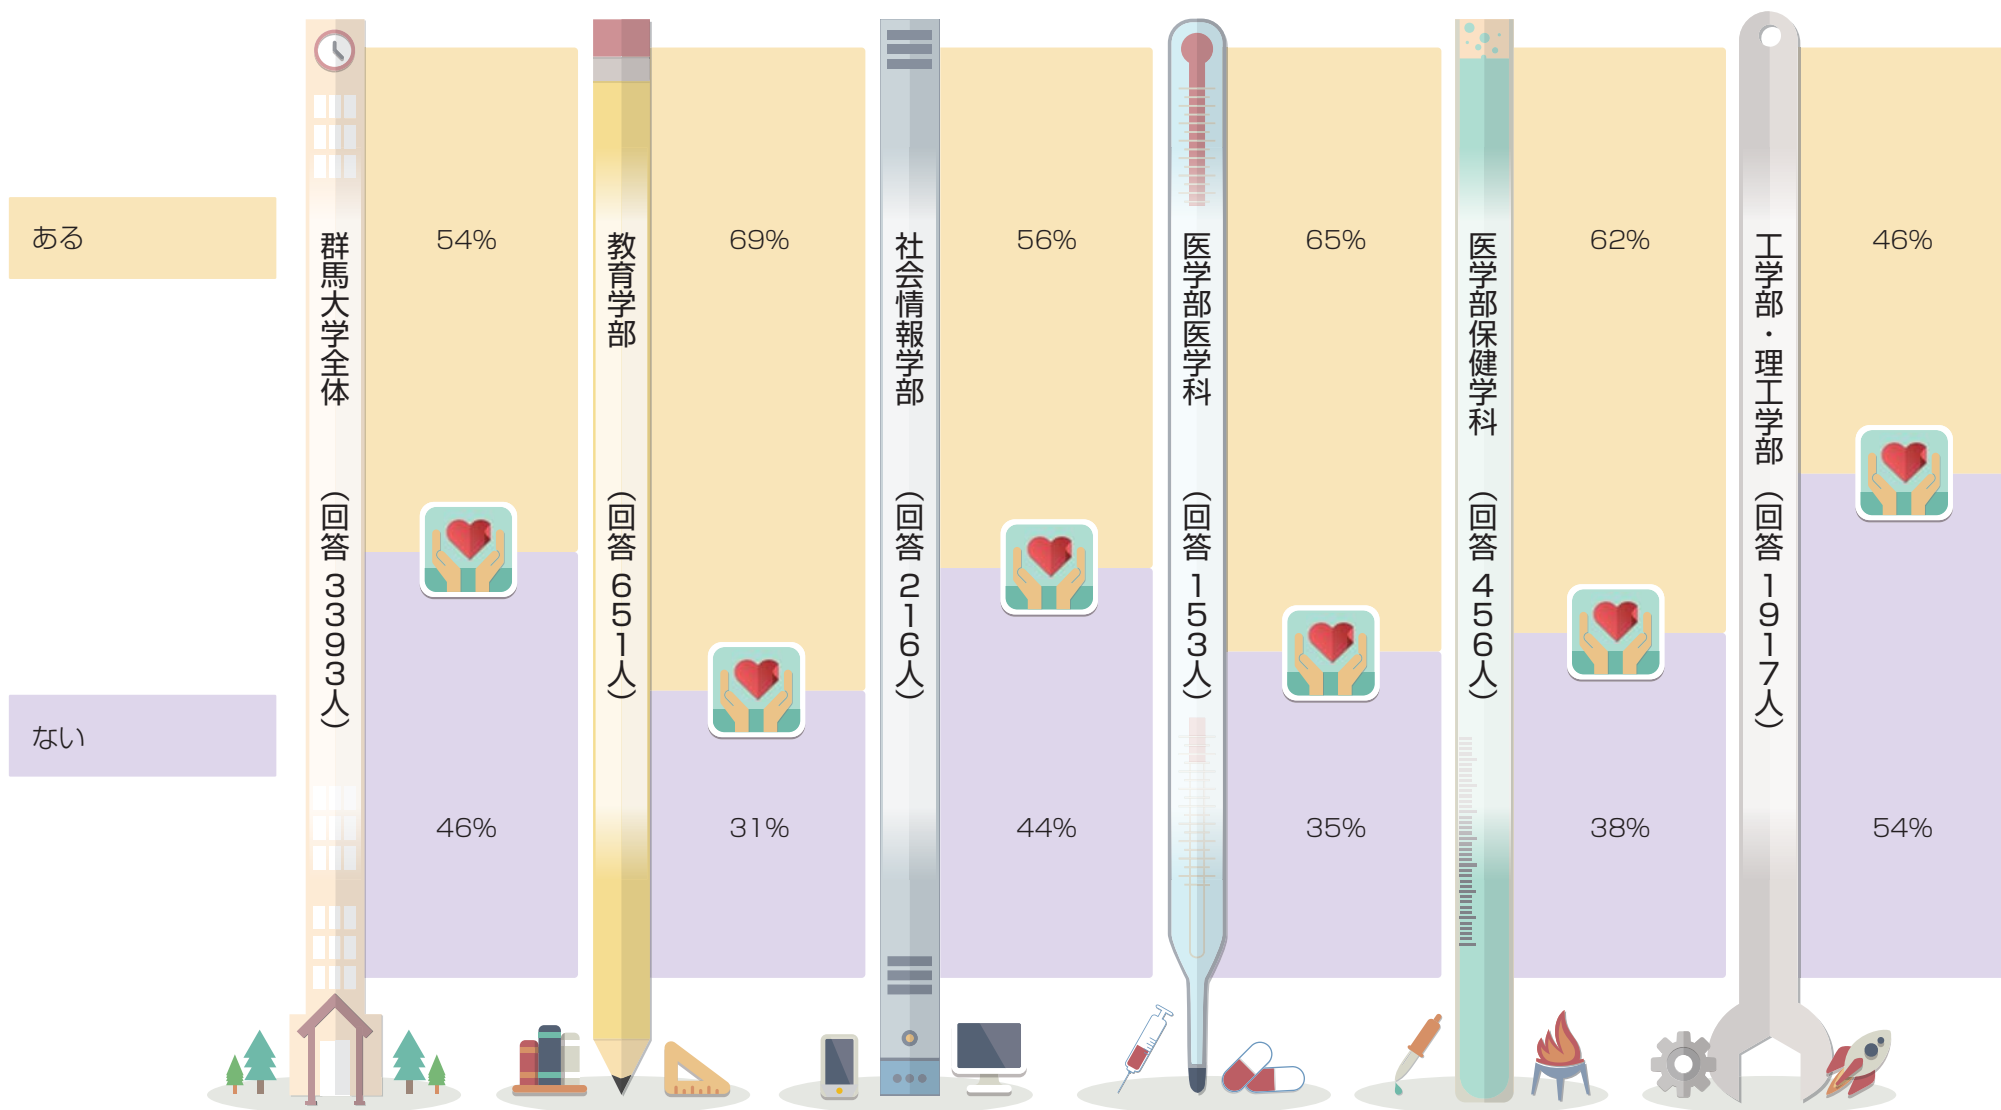 ある
ない
群馬大学全体 （回答 3393人）
54%
46%
教育学部 （回答 651人）
69%
31%
社会情報学部 （回答 216人）
56%
44%
医学部医学科 （回答 153人）
65%
35%
医学部保健学科 （回答 456人）
62%
38%
工学部・理工学部 （回答 1917人）
46%
54%